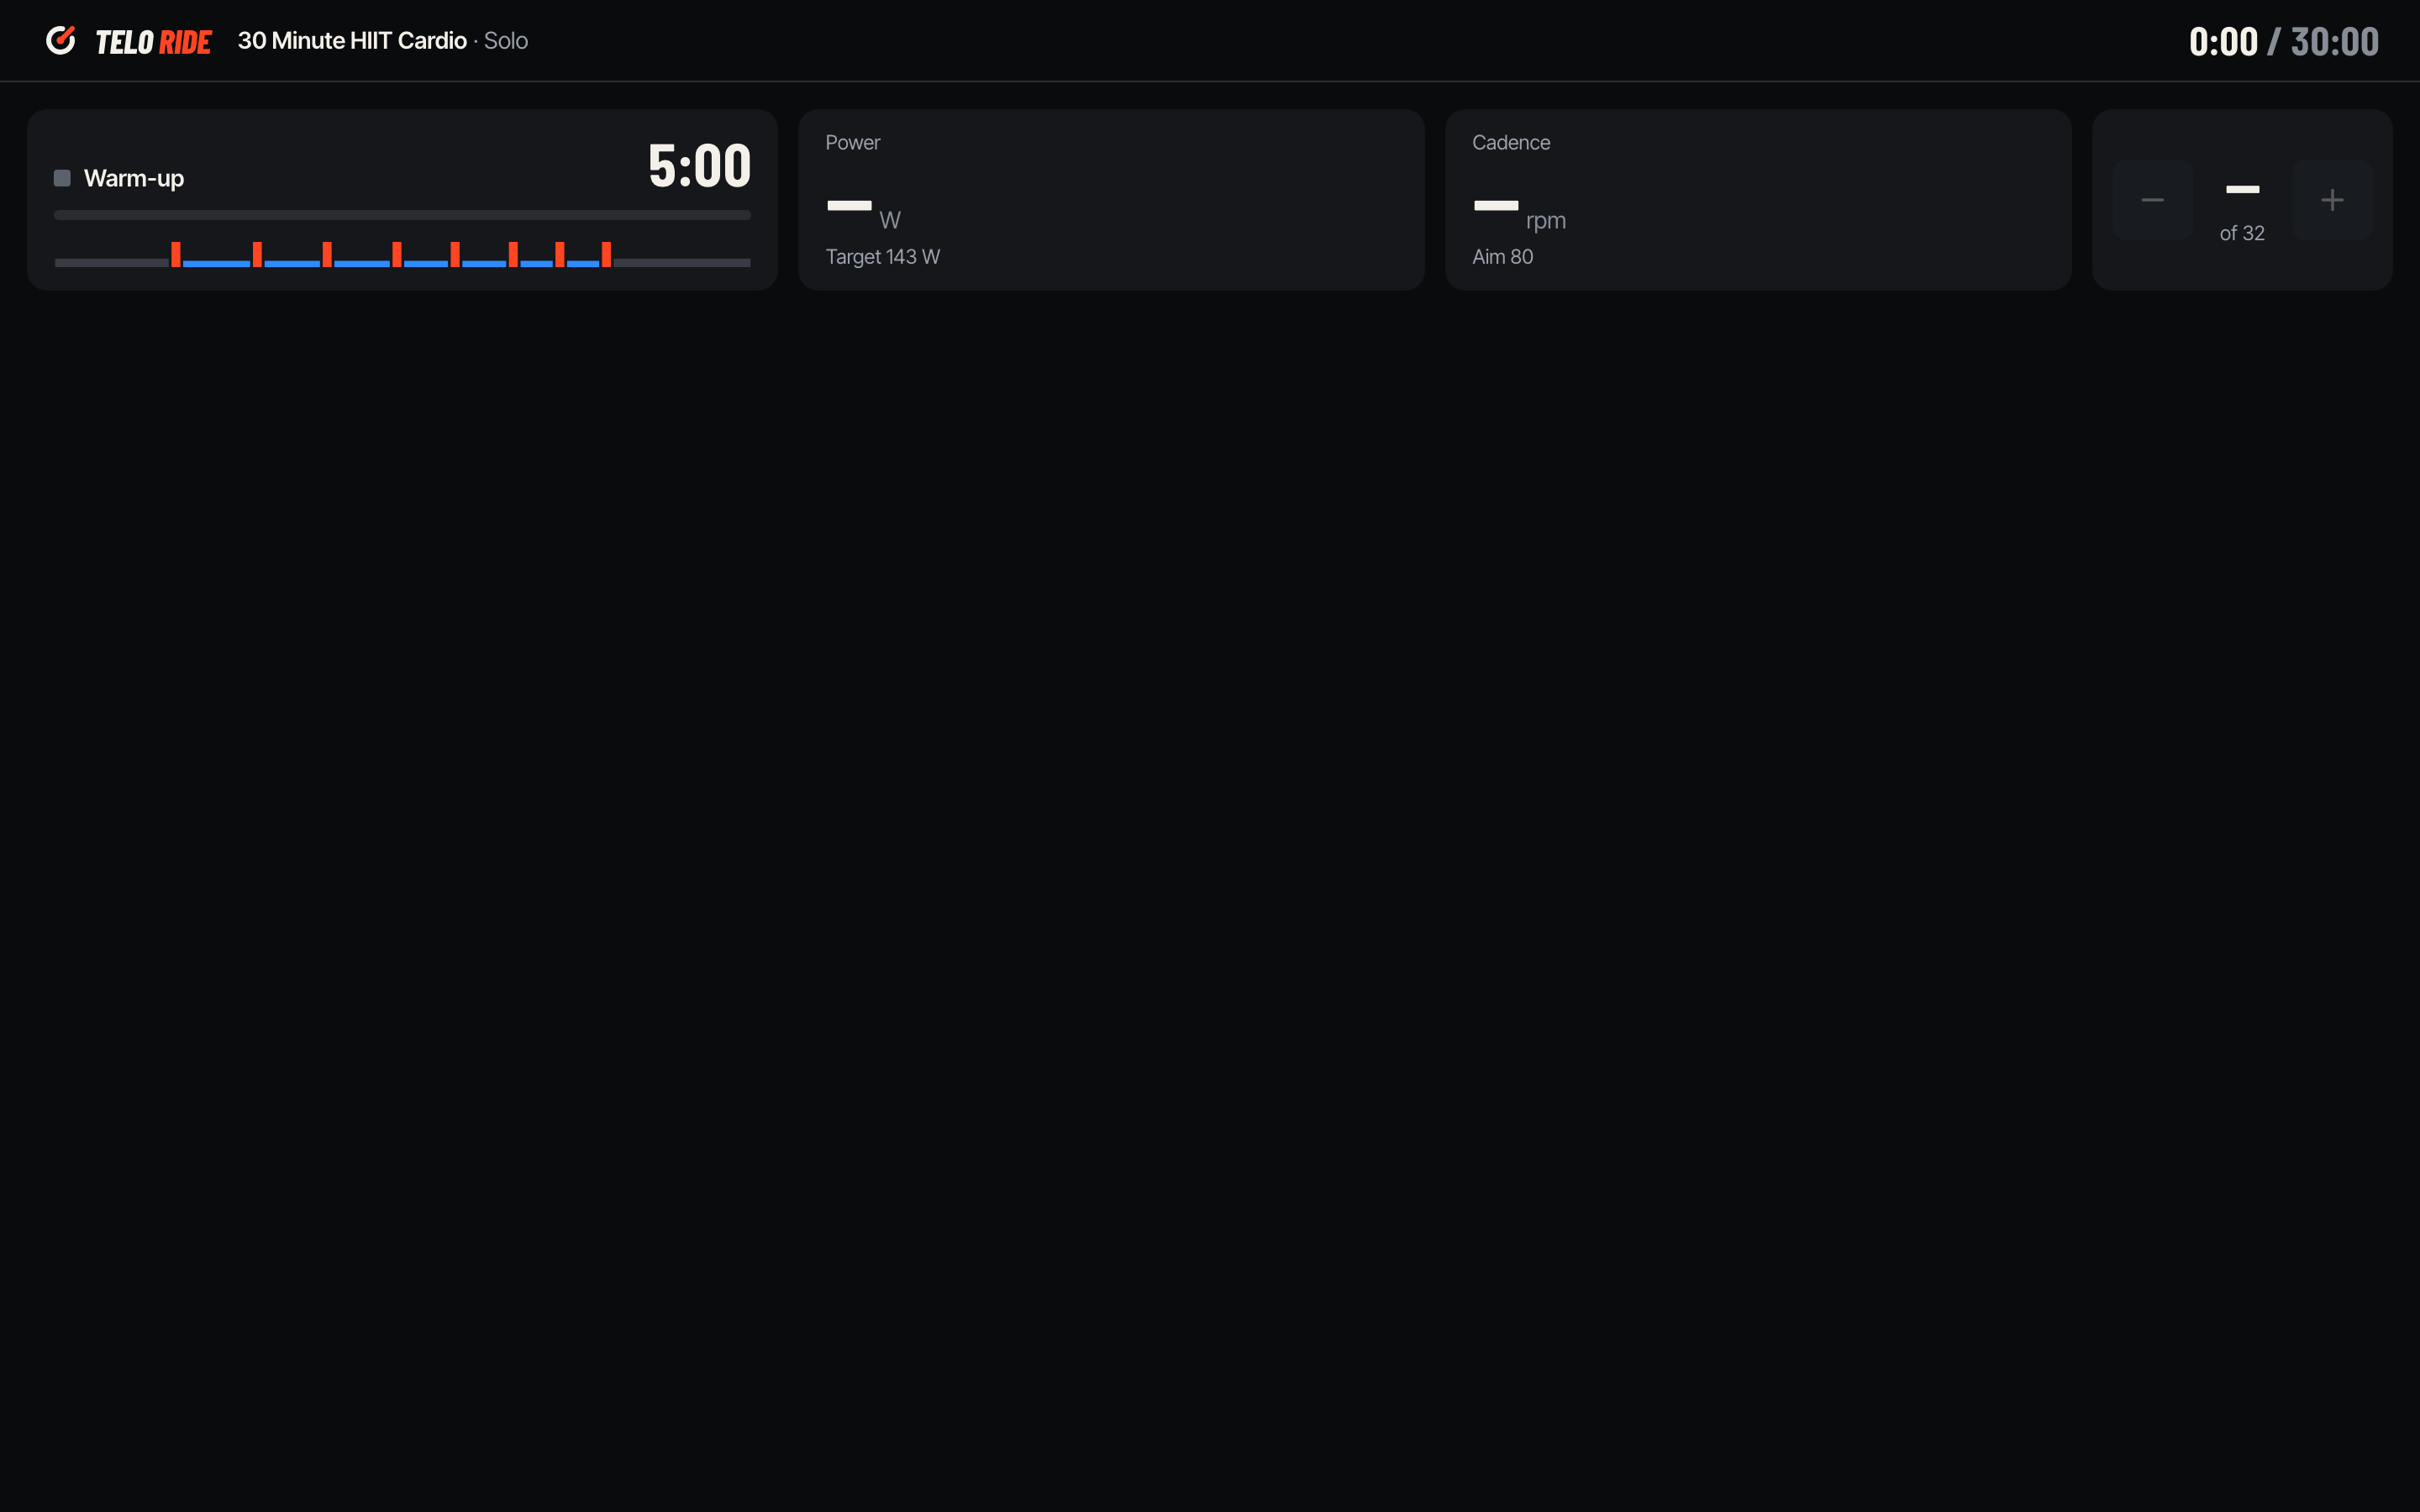 TELO RIDE
30 Minute HIIT Cardio · Solo
0:00 / 30:00
Warm-up
5:00
Power
— W
Target 143 W
Cadence
— rpm
Aim 80
− — +
of 32